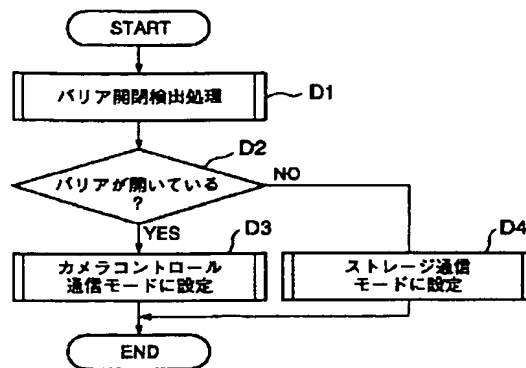 START
バリア開閉検出処理
D1
D2
バリアが開いている
?
NO
YES
D3
カメラコントロール
通信モードに設定
D4
ストレージ通信
モードに設定
END